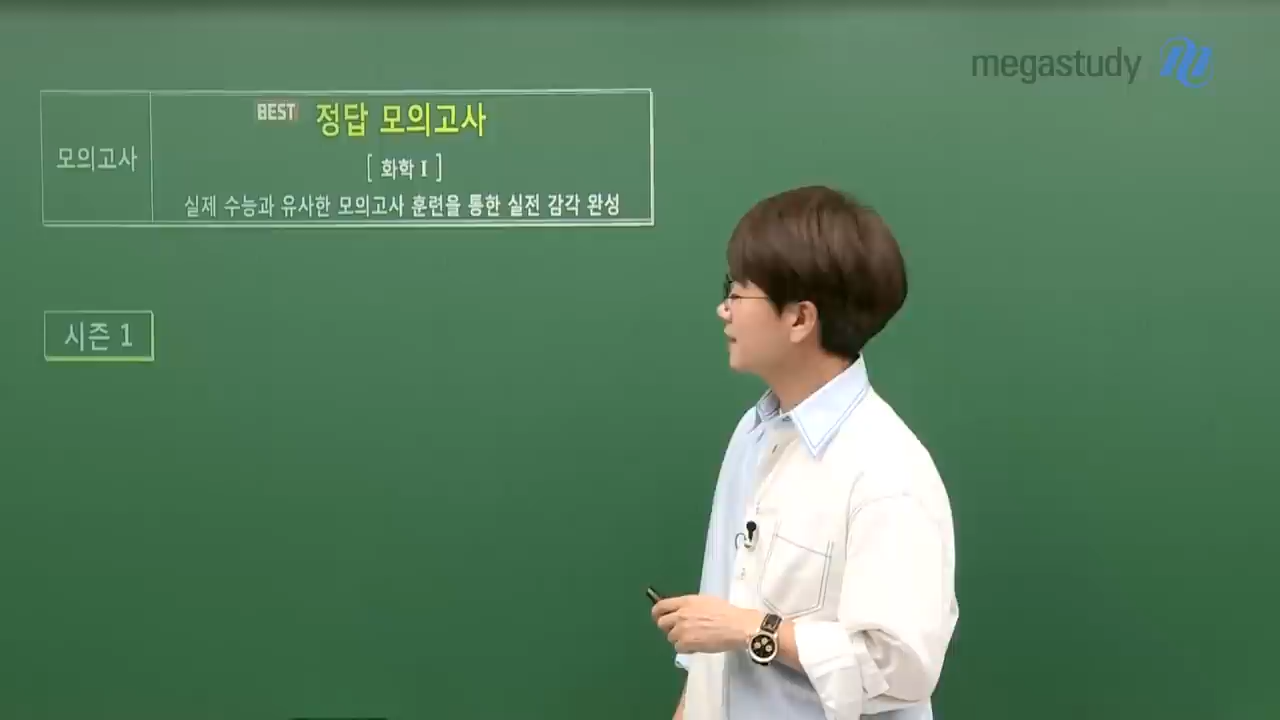 megastudy
모의고사
BEST 정답 모의고사
[ 화학 I ]
실제 수능과 유사한 모의고사 훈련을 통한 실전 감각 완성
시즌 1